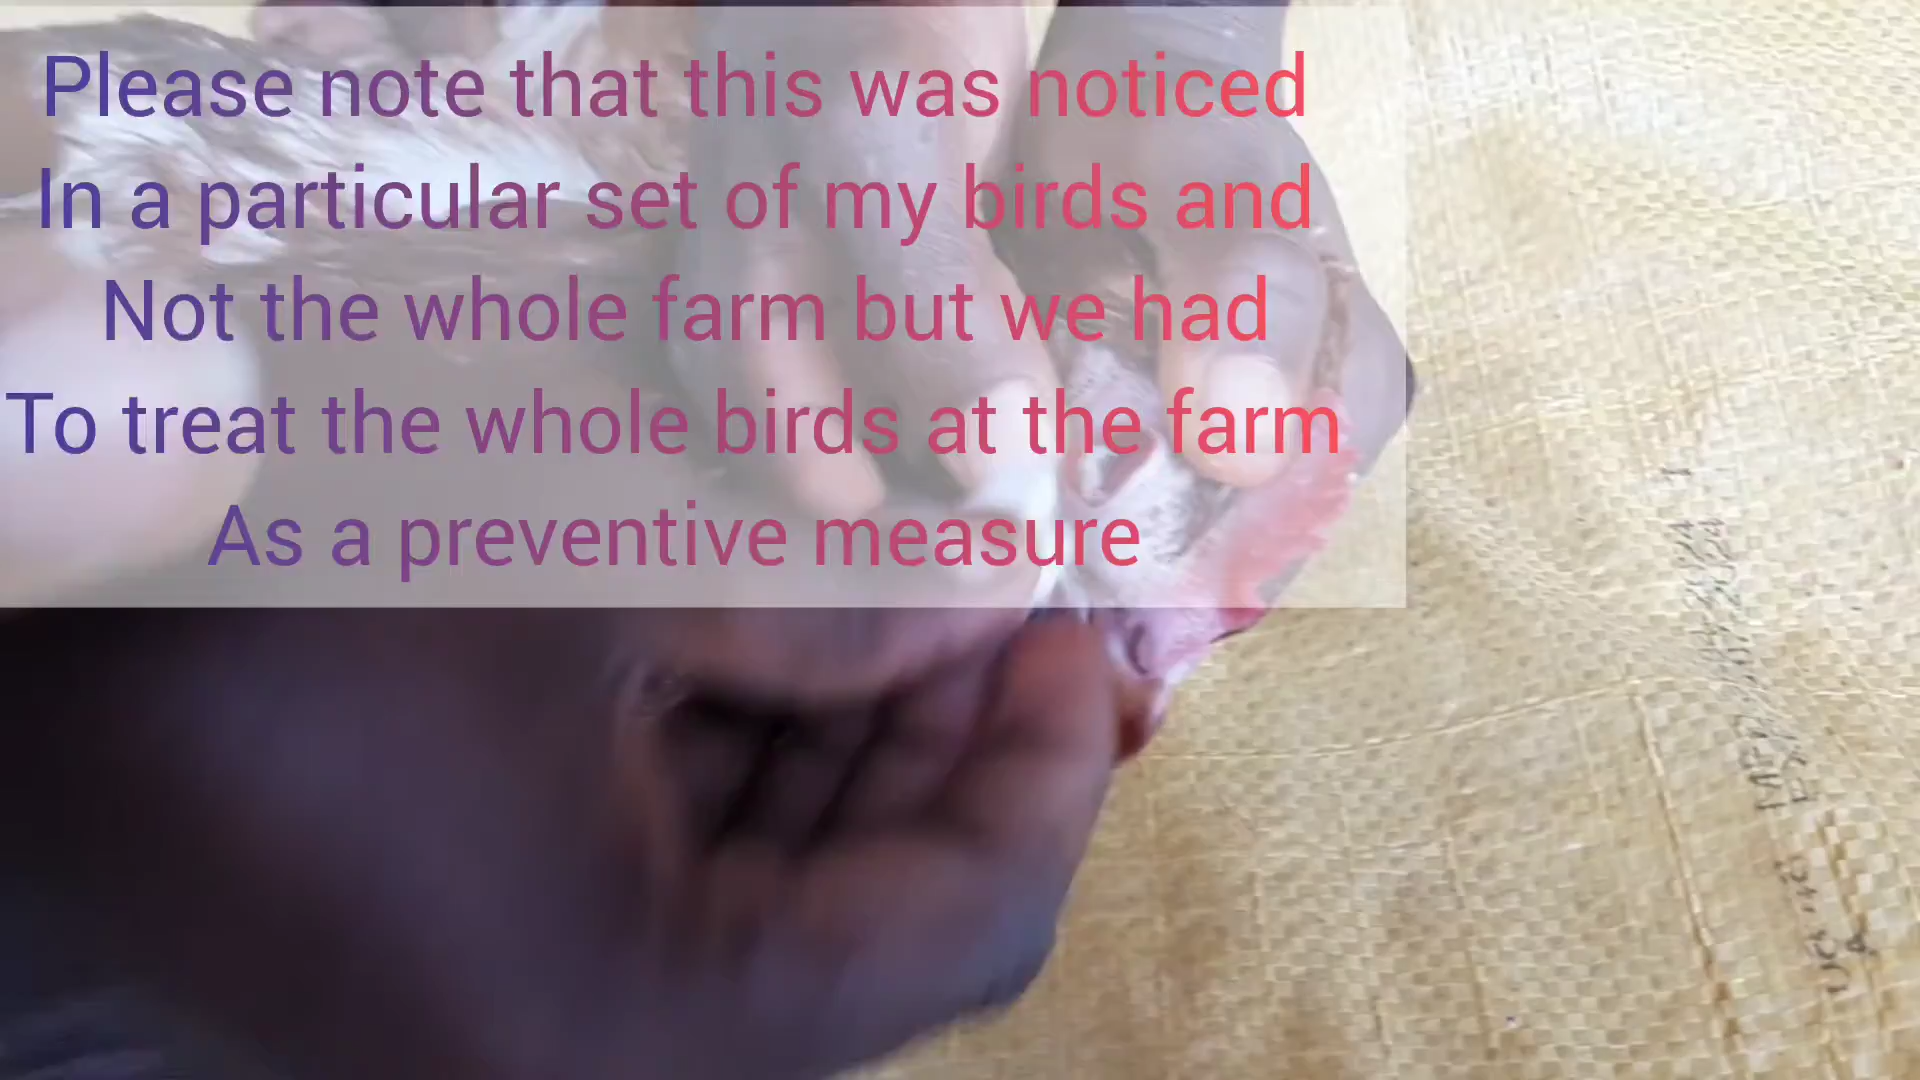 Please note that this was noticed
In a particular set of my birds and
Not the whole farm but we had
To treat the whole birds at the farm
As a preventive measure